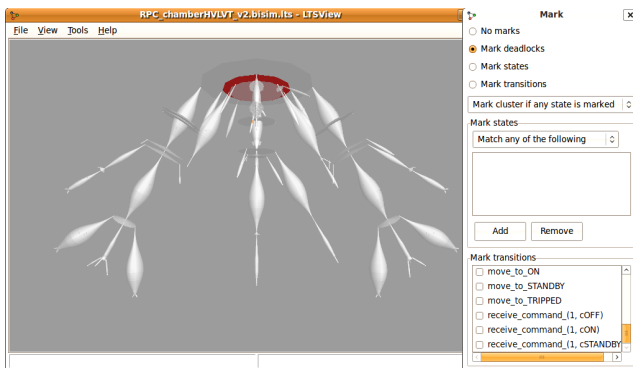 RPC_chamberHVLVT_v2.bisim.lts - LTSView
File View Tools Help
Mark
No marks
Mark deadlocks
Mark states
Mark transitions
Mark cluster if any state is marked
Mark states
Match any of the following
Add Remove
Mark transitions
move_to_ON
move_to_STANDBY
move_to_TRIPPED
receive_command_(1, cOFF)
receive_command_(1, cON)
receive_command_(1, cSTANDBY